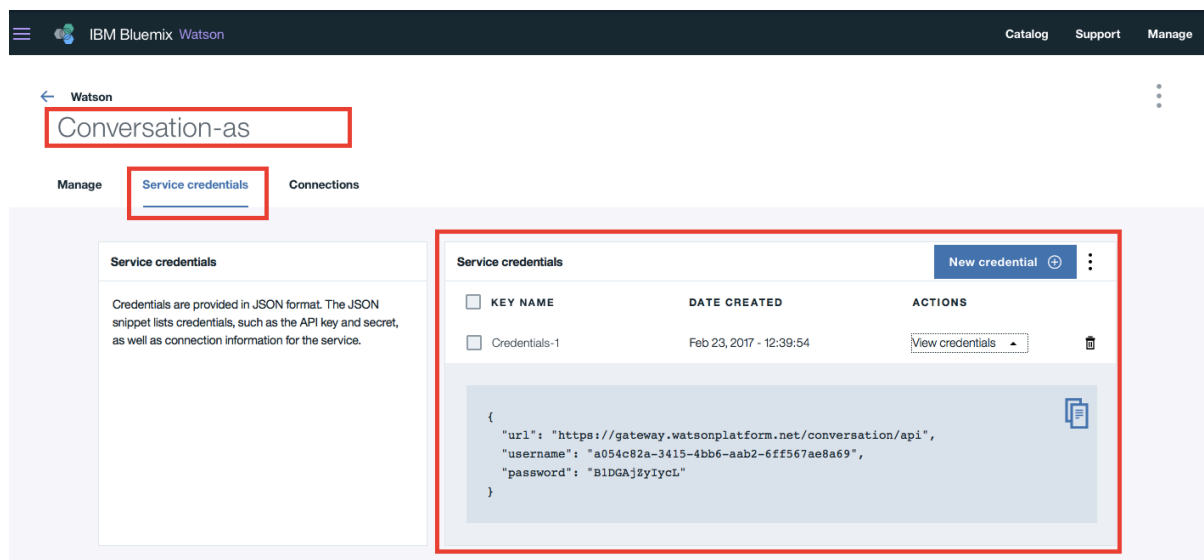 IBM Bluemix Watson
Catalog Support Manage
← Watson
Conversation-as
Manage Service credentials Connections
Service credentials
Credentials are provided in JSON format. The JSON
snippet lists credentials, such as the API key and secret,
as well as connection information for the service.
Service credentials New credential
KEY NAME DATE CREATED ACTIONS
Credentials-1 Feb 23, 2017 - 12:39:54 View credentials
{
"url": "https://gateway.watsonplatform.net/conversation/api",
"username": "a054c82a-3415-4bb6-aab2-6ff567ae8a69",
"password": "BlDGAjZyIycL"
}